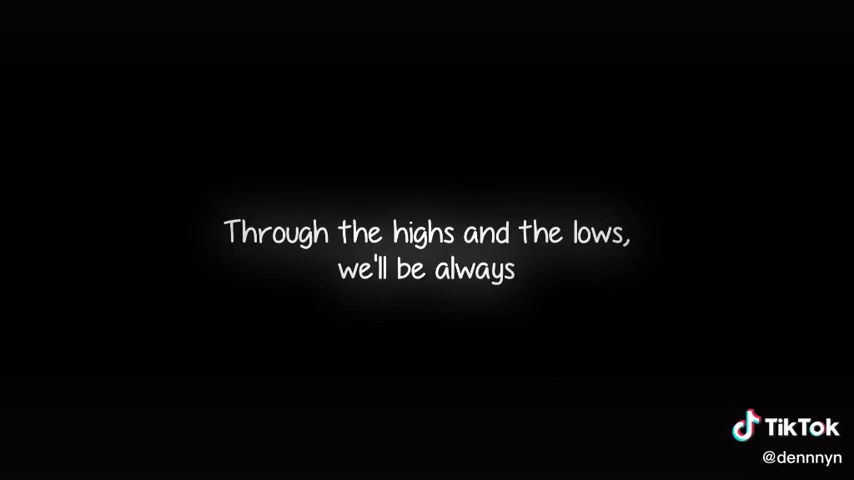 Through the highs and the lows,
we'll be always
TikTok
@dennnyn